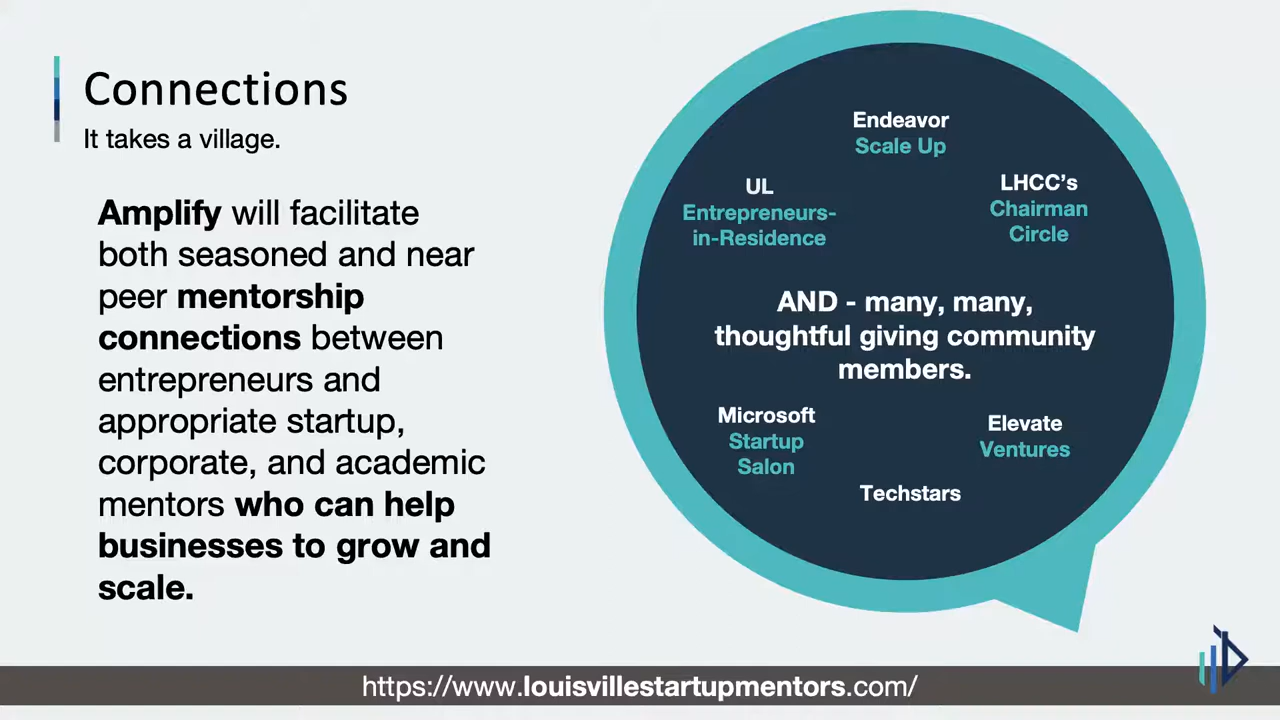 Connections
It takes a village.
Amplify will facilitate
both seasoned and near
peer mentorship
connections between
entrepreneurs and
appropriate startup,
corporate, and academic
mentors who can help
businesses to grow and
scale.
Endeavor
Scale Up
UL
Entrepreneurs-
in-Residence
LHCC’s
Chairman
Circle
AND - many, many,
thoughtful giving community
members.
Microsoft
Startup
Salon
Elevate
Ventures
Techstars
https://www.louisvillestartupmentors.com/